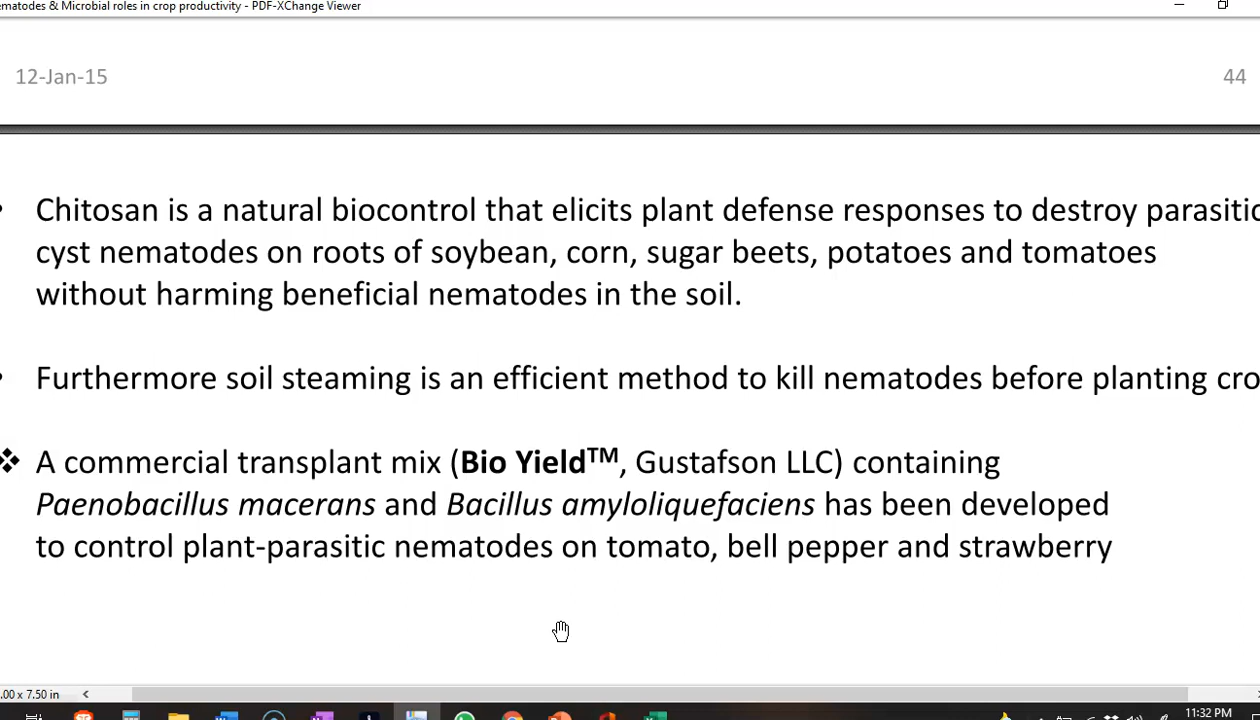 ematodes & Microbial roles in crop productivity - PDF-XChange Viewer
12-Jan-15
44
• Chitosan is a natural biocontrol that elicits plant defense responses to destroy parasitic
cyst nematodes on roots of soybean, corn, sugar beets, potatoes and tomatoes
without harming beneficial nematodes in the soil.
• Furthermore soil steaming is an efficient method to kill nematodes before planting cro
❖ A commercial transplant mix (Bio Yield™, Gustafson LLC) containing
Paenobacillus macerans and Bacillus amyloliquefaciens has been developed
to control plant-parasitic nematodes on tomato, bell pepper and strawberry
.00 x 7.50 in
11:32 PM